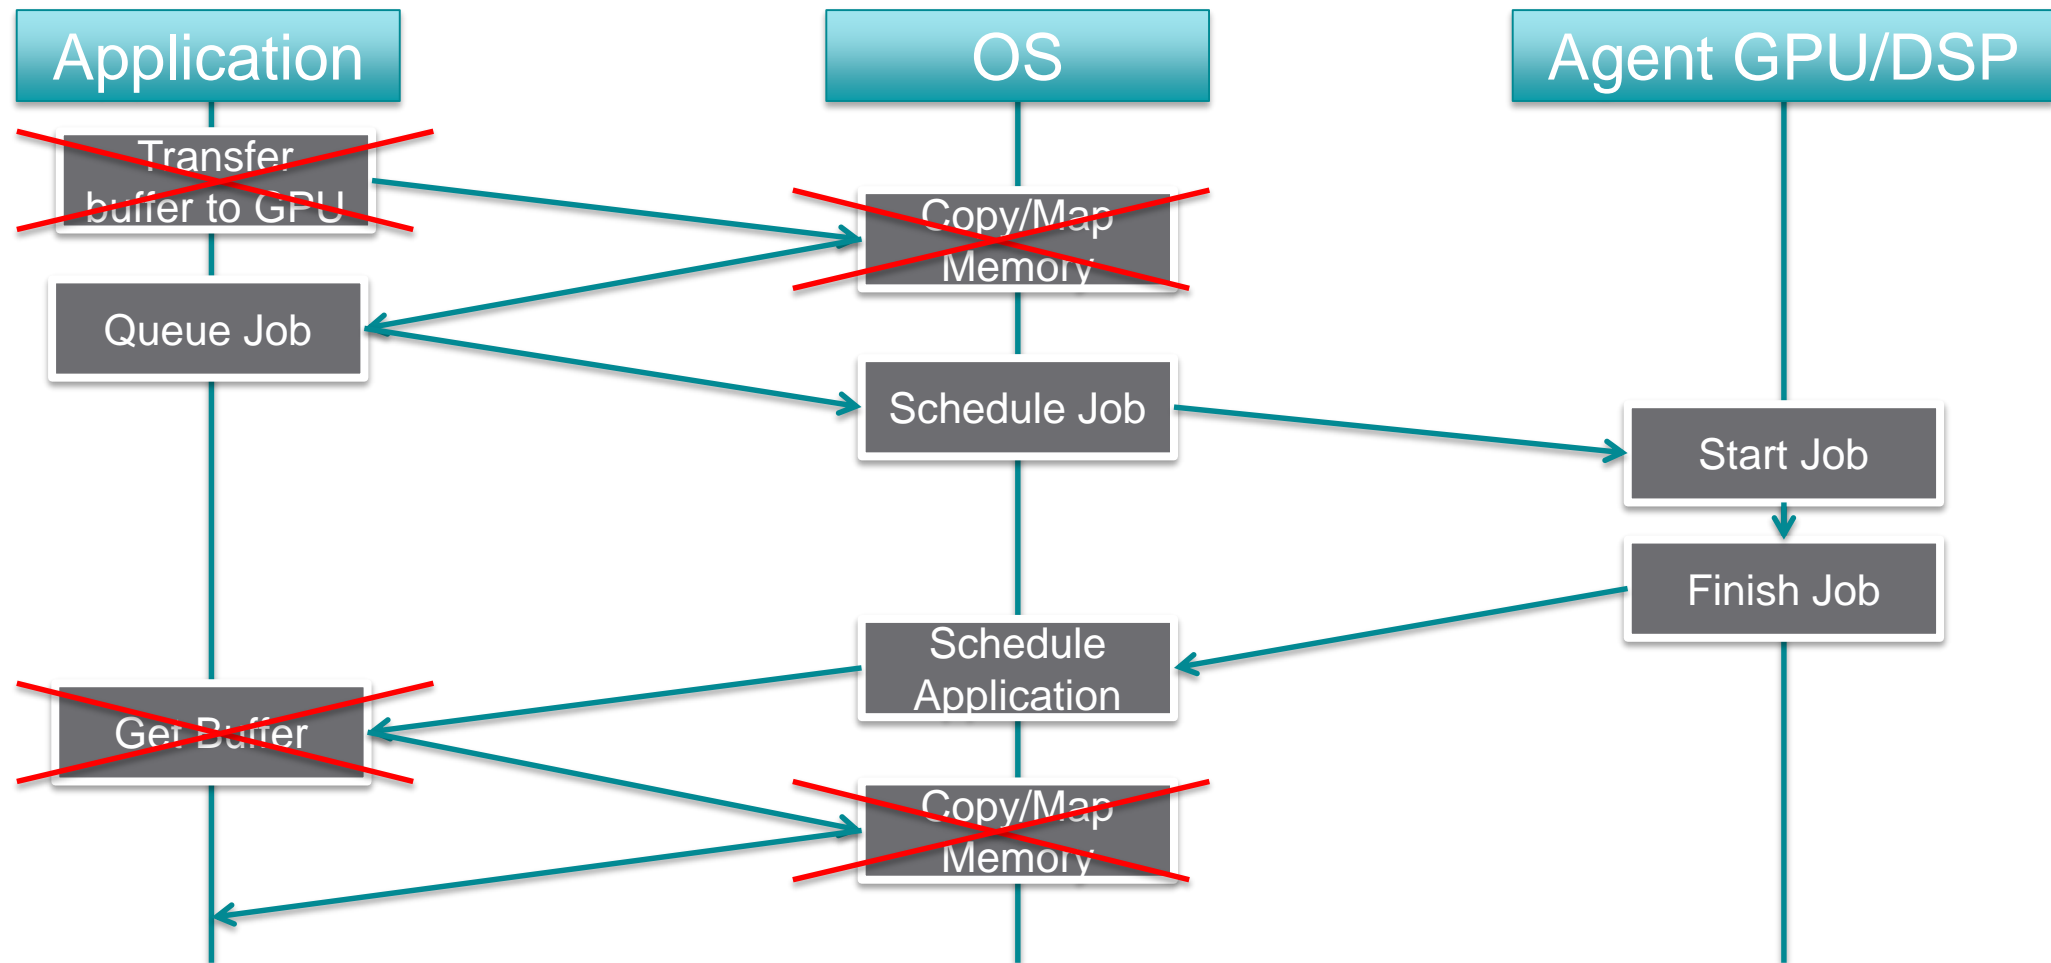 Application
OS
Agent GPU/DSP
Transfer
buffer to GPU
Copy/Map
Memory
Queue Job
Schedule Job
Start Job
Finish Job
Schedule
Application
Get Buffer
Copy/Map
Memory